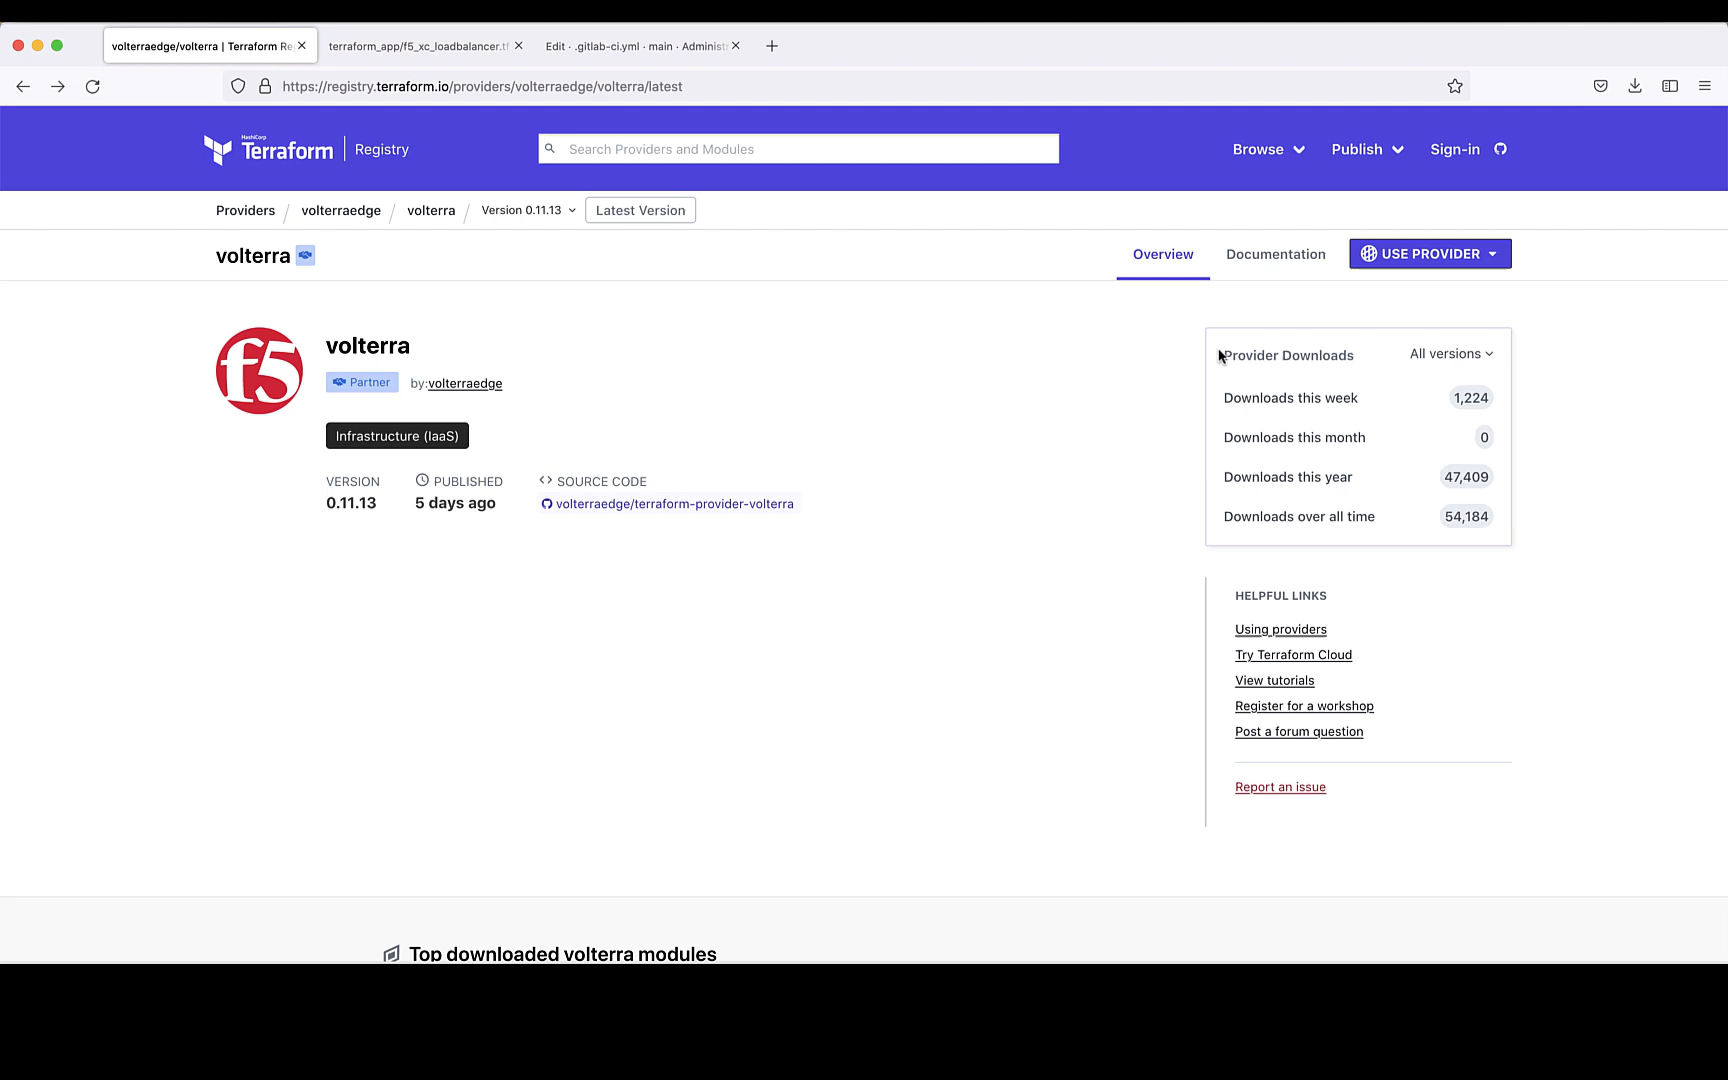 volterraedge/volterra | Terraform Re
terraform_app/f5_xc_loadbalancer.tf
Edit · .gitlab-ci.yml · main · Administ
https://registry.terraform.io/providers/volterraedge/volterra/latest
HashiCorp
Terraform
Registry
Search Providers and Modules
Browse
Publish
Sign-in
Providers / volterraedge / volterra / Version 0.11.13
Latest Version
volterra
Overview
Documentation
USE PROVIDER
f5
volterra
Partner
by:volterraedge
Infrastructure (IaaS)
VERSION
0.11.13
PUBLISHED
5 days ago
SOURCE CODE
volterraedge/terraform-provider-volterra
Provider Downloads
All versions
Downloads this week 1,224
Downloads this month 0
Downloads this year 47,409
Downloads over all time 54,184
HELPFUL LINKS
Using providers
Try Terraform Cloud
View tutorials
Register for a workshop
Post a forum question
Report an issue
Top downloaded volterra modules